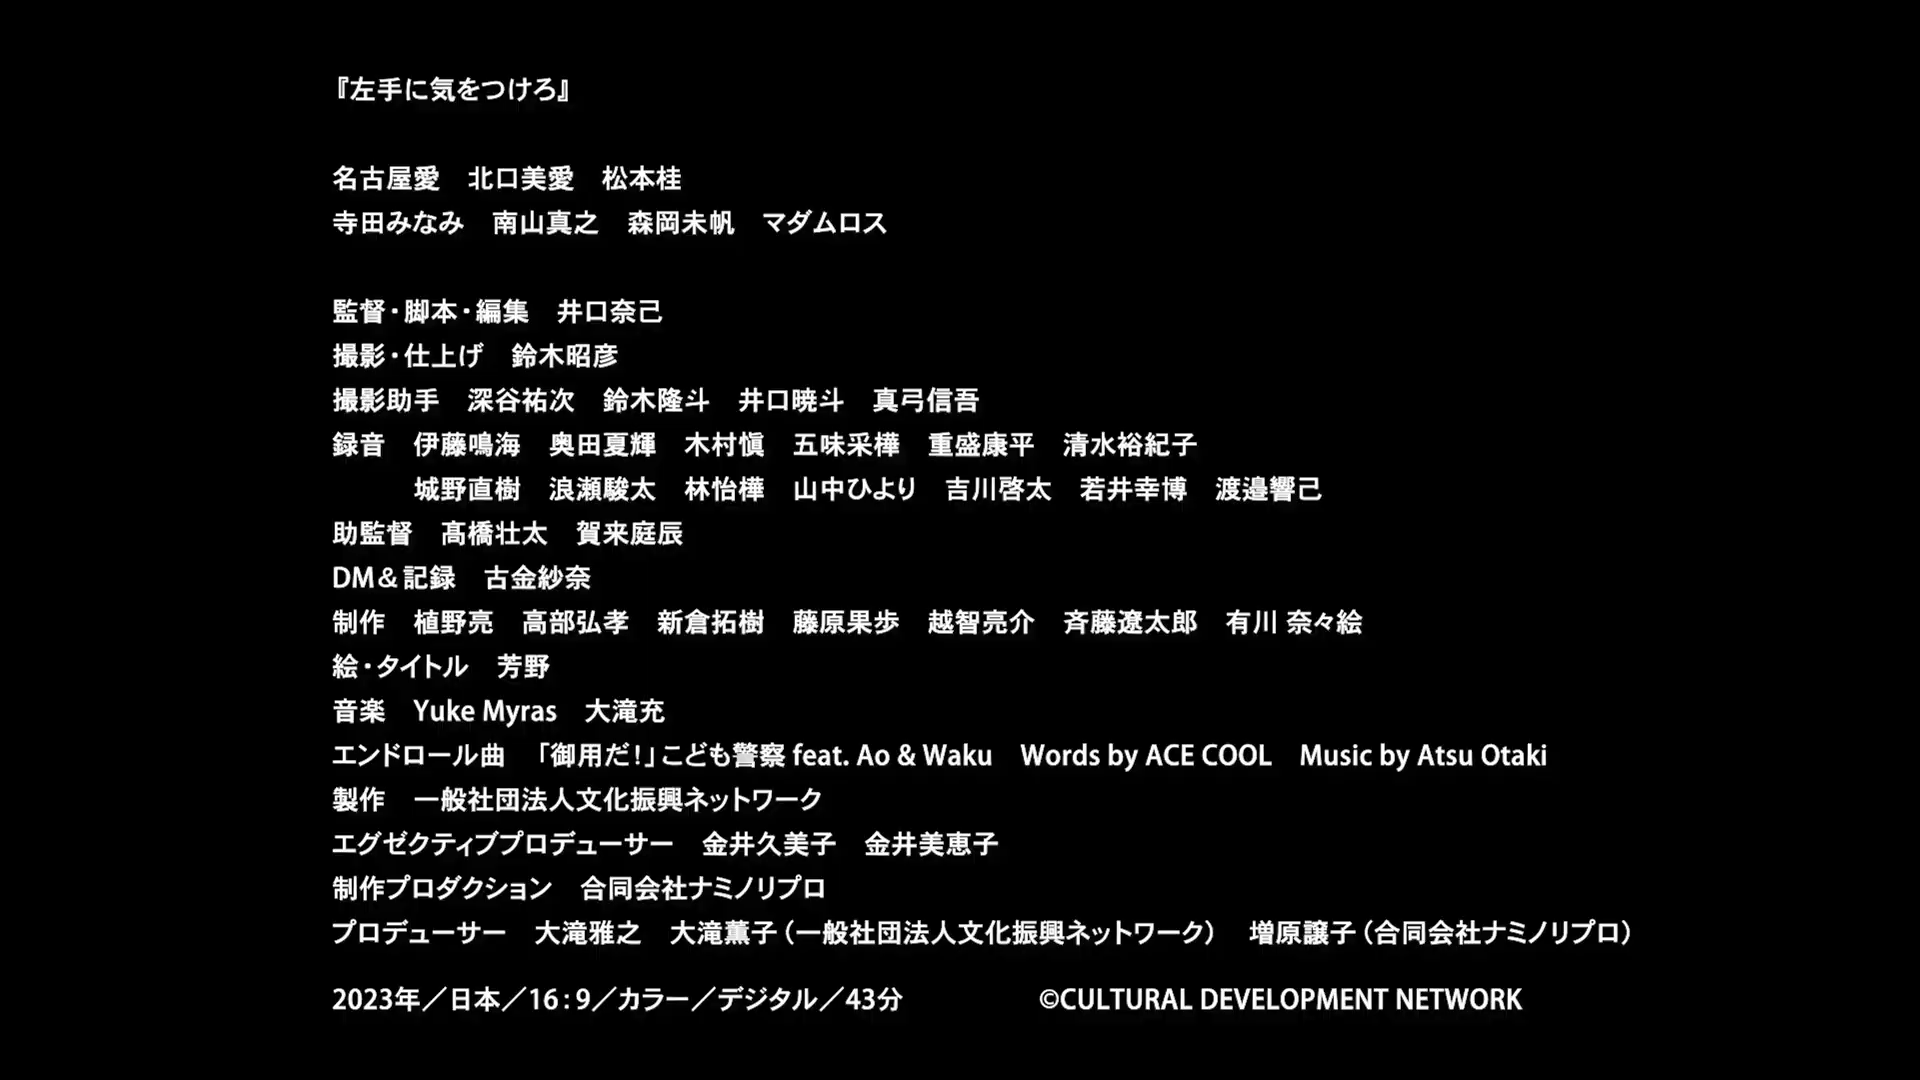 『左手に気をつけろ』
名古屋愛　北口美愛　松本桂
寺田みなみ　南山真之　森岡未帆　マダムロス
監督・脚本・編集　井口奈己
撮影・仕上げ　鈴木昭彦
撮影助手　深谷祐次　鈴木隆斗　井口暁斗　真弓信吾
録音　伊藤鳴海　奥田夏輝　木村愼　五味采樺　重盛康平　清水裕紀子
城野直樹　浪瀬駿太　林怡樺　山中ひより　吉川啓太　若井幸博　渡邉響己
助監督　髙橋壮太　賀来庭辰
DM＆記録　古金紗奈
制作　植野亮　高部弘孝　新倉拓樹　藤原果歩　越智亮介　斉藤遼太郎　有川 奈々絵
絵・タイトル　芳野
音楽　Yuke Myras　大滝充
エンドロール曲　「御用だ！」こども警察 feat. Ao & Waku　Words by ACE COOL　Music by Atsu Otaki
製作　一般社団法人文化振興ネットワーク
エグゼクティブプロデューサー　金井久美子　金井美恵子
制作プロダクション　合同会社ナミノリプロ
プロデューサー　大滝雅之　大滝薫子（一般社団法人文化振興ネットワーク）　増原譲子（合同会社ナミノリプロ）
2023年／日本／16：9／カラー／デジタル／43分　©CULTURAL DEVELOPMENT NETWORK